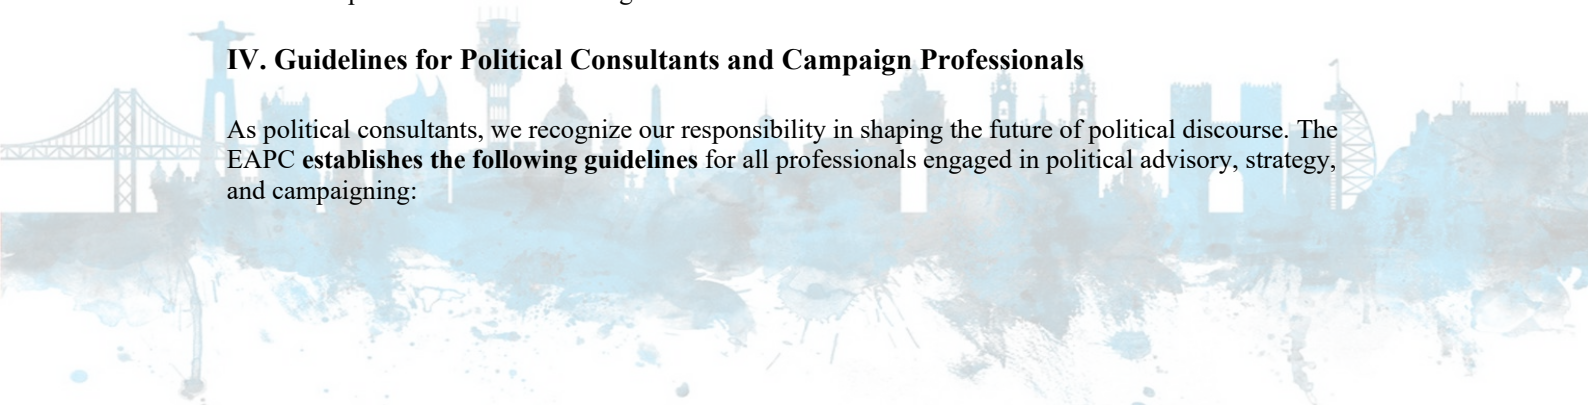 IV. Guidelines for Political Consultants and Campaign Professionals
As political consultants, we recognize our responsibility in shaping the future of political discourse. The
EAPC establishes the following guidelines for all professionals engaged in political advisory, strategy,
and campaigning: